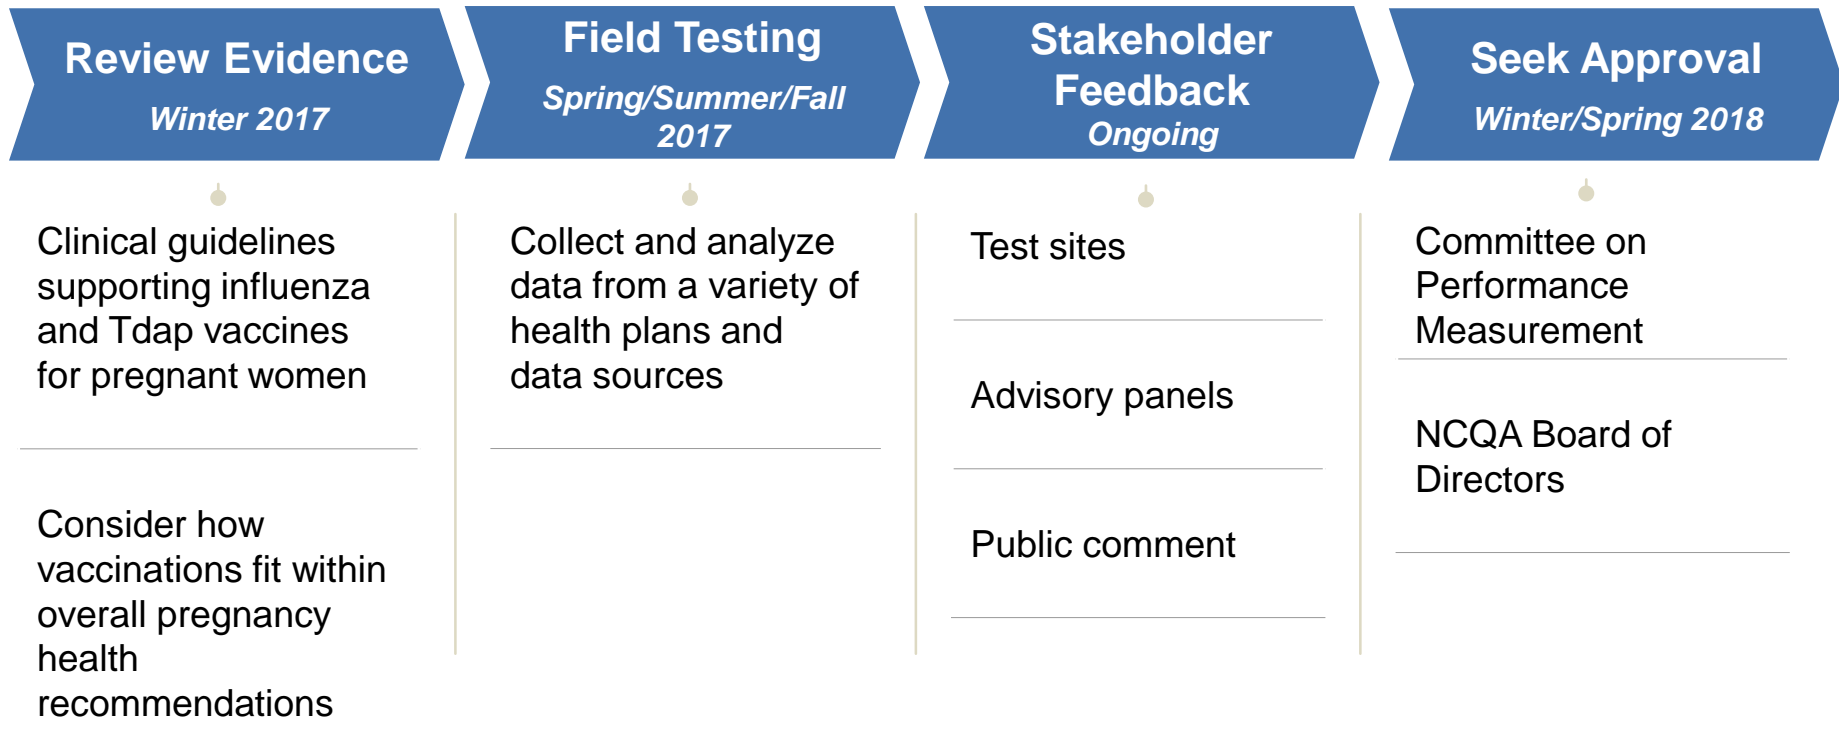 Review Evidence
Winter 2017
Clinical guidelines
supporting influenza
and Tdap vaccines
for pregnant women
Consider how
vaccinations fit within
overall pregnancy
health
recommendations
Field Testing
Spring/Summer/Fall
2017
Collect and analyze
data from a variety of
health plans and
data sources
Stakeholder
Feedback
Ongoing
Test sites
Advisory panels
Public comment
Seek Approval
Winter/Spring 2018
Committee on
Performance
Measurement
NCQA Board of
Directors